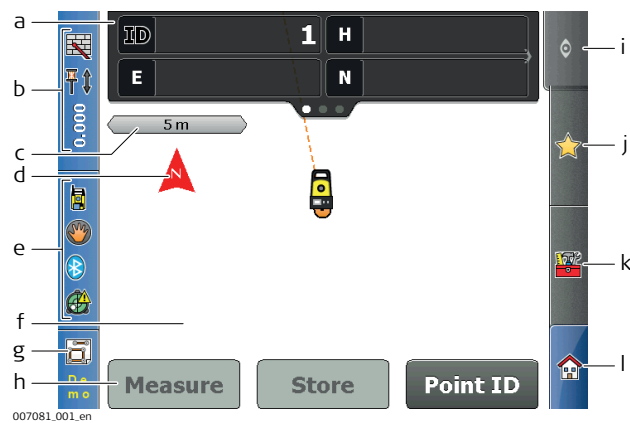 a
ID 1 H
i
E N
b
0.000
c
5 m
j
d
N
e
k
f
g
l
h
Measure Store Point ID
De
mo
007081_001_en